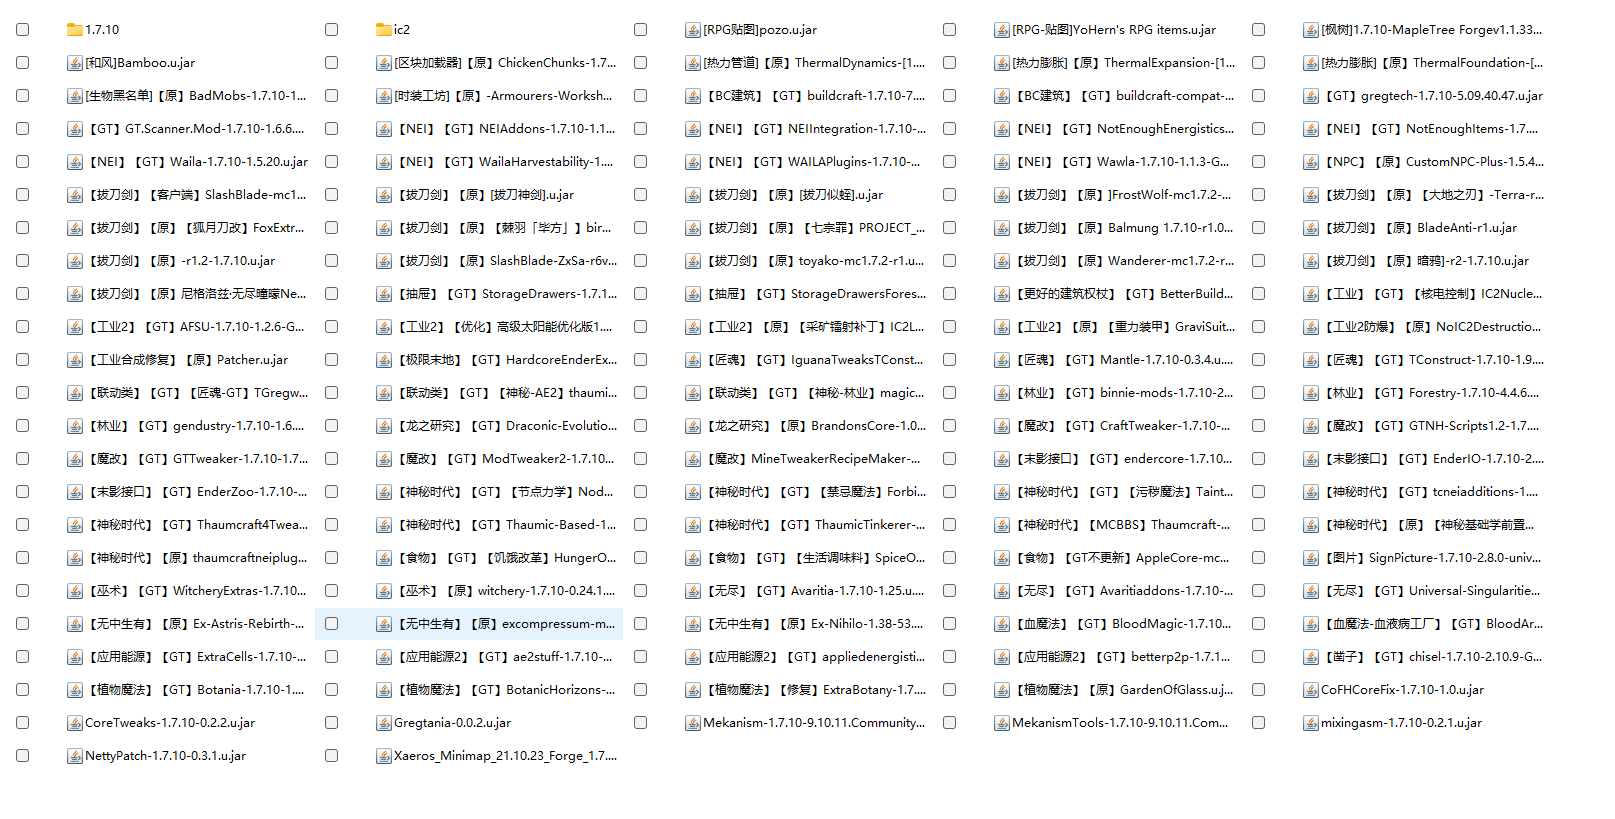 1.7.10
ic2
[RPG贴图]pozo.u.jar
[RPG-贴图]YoHern's RPG items.u.jar
[枫树]1.7.10-MapleTree Forgev1.1.33...
[和风]Bamboo.u.jar
[区块加载器]【原】ChickenChunks-1.7...
[热力管道]【原】ThermalDynamics-[1....
[热力膨胀]【原】ThermalExpansion-[1...
[热力膨胀]【原】ThermalFoundation-[...
[生物黑名单]【原】BadMobs-1.7.10-1...
[时装工坊]【原】-Armourers-Worksh...
【BC建筑】【GT】buildcraft-1.7.10-7....
【BC建筑】【GT】buildcraft-compat-...
【GT】gregtech-1.7.10-5.09.40.47.u.jar
【GT】GT.Scanner.Mod-1.7.10-1.6.6....
【NEI】【GT】NEIAddons-1.7.10-1.1...
【NEI】【GT】NEIIntegration-1.7.10-...
【NEI】【GT】NotEnoughEnergistics...
【NEI】【GT】NotEnoughItems-1.7....
【NEI】【GT】Waila-1.7.10-1.5.20.u.jar
【NEI】【GT】WailaHarvestability-1....
【NEI】【GT】WAILAPlugins-1.7.10-...
【NEI】【GT】Wawla-1.7.10-1.1.3-G...
【NPC】【原】CustomNPC-Plus-1.5.4...
【拔刀剑】【客户端】SlashBlade-mc1...
【拔刀剑】【原】[拔刀神剑].u.jar
【拔刀剑】【原】[拔刀似蛭].u.jar
【拔刀剑】【原】]FrostWolf-mc1.7.2-...
【拔刀剑】【原】【大地之刃】-Terra-r...
【拔刀剑】【原】【狐月刀改】FoxExtr...
【拔刀剑】【原】【棘羽「毕方」】bir...
【拔刀剑】【原】【七宗罪】PROJECT_...
【拔刀剑】【原】Balmung 1.7.10-r1.0...
【拔刀剑】【原】BladeAnti-r1.u.jar
【拔刀剑】【原】-r1.2-1.7.10.u.jar
【拔刀剑】【原】SlashBlade-ZxSa-r6v...
【拔刀剑】【原】toyako-mc1.7.2-r1.u...
【拔刀剑】【原】Wanderer-mc1.7.2-r...
【拔刀剑】【原】暗鸦]-r2-1.7.10.u.jar
【拔刀剑】【原】尼格洛兹·无尽曈曚Ne...
【抽屉】【GT】StorageDrawers-1.7.1...
【抽屉】【GT】StorageDrawersFores...
【更好的建筑权杖】【GT】BetterBuild...
【工业】【GT】【核电控制】IC2Nucle...
【工业2】【GT】AFSU-1.7.10-1.2.6-G...
【工业2】【优化】高级太阳能优化版1....
【工业2】【原】【采矿镭射补丁】IC2L...
【工业2】【原】【重力装甲】GraviSuit...
【工业2防爆】【原】NoIC2Destructio...
【工业合成修复】【原】Patcher.u.jar
【极限末地】【GT】HardcoreEnderEx...
【匠魂】【GT】IguanaTweaksTConst...
【匠魂】【GT】Mantle-1.7.10-0.3.4.u....
【匠魂】【GT】TConstruct-1.7.10-1.9....
【联动类】【GT】【匠魂-GT】TGregw...
【联动类】【GT】【神秘-AE2】thaumi...
【联动类】【GT】【神秘-林业】magic...
【林业】【GT】binnie-mods-1.7.10-2...
【林业】【GT】Forestry-1.7.10-4.4.6....
【林业】【GT】gendustry-1.7.10-1.6....
【龙之研究】【GT】Draconic-Evolutio...
【龙之研究】【原】BrandonsCore-1.0...
【魔改】【GT】CraftTweaker-1.7.10-...
【魔改】【GT】GTNH-Scripts1.2-1.7....
【魔改】【GT】GTTweaker-1.7.10-1.7...
【魔改】【GT】ModTweaker2-1.7.10...
【魔改】MineTweakerRecipeMaker-...
【末影接口】【GT】endercore-1.7.10...
【末影接口】【GT】EnderIO-1.7.10-2....
【末影接口】【GT】EnderZoo-1.7.10-...
【神秘时代】【GT】【节点力学】Nod...
【神秘时代】【GT】【禁忌魔法】Forbi...
【神秘时代】【GT】【污秽魔法】Taint...
【神秘时代】【GT】tcneiadditions-1....
【神秘时代】【GT】Thaumcraft4Twea...
【神秘时代】【GT】Thaumic-Based-1...
【神秘时代】【GT】ThaumicTinkerer-...
【神秘时代】【MCBBS】Thaumcraft-...
【神秘时代】【原】【神秘基础学前置...
【神秘时代】【原】thaumcraftneiplug...
【食物】【GT】【饥饿改革】HungerO...
【食物】【GT】【生活调味料】SpiceO...
【食物】【GT不更新】AppleCore-mc...
【图片】SignPicture-1.7.10-2.8.0-univ...
【巫术】【GT】WitcheryExtras-1.7.10...
【巫术】【原】witchery-1.7.10-0.24.1....
【无尽】【GT】Avaritia-1.7.10-1.25.u....
【无尽】【GT】Avaritiaddons-1.7.10-...
【无尽】【GT】Universal-Singularitie...
【无中生有】【原】Ex-Astris-Rebirth-...
【无中生有】【原】excompressum-m...
【无中生有】【原】Ex-Nihilo-1.38-53....
【血魔法】【GT】BloodMagic-1.7.10...
【血魔法-血液病工厂】【GT】BloodAr...
【应用能源】【GT】ExtraCells-1.7.10-...
【应用能源2】【GT】ae2stuff-1.7.10-...
【应用能源2】【GT】appliedenergisti...
【应用能源2】【GT】betterp2p-1.7.1...
【凿子】【GT】chisel-1.7.10-2.10.9-G...
【植物魔法】【GT】Botania-1.7.10-1....
【植物魔法】【GT】BotanicHorizons-...
【植物魔法】【修复】ExtraBotany-1.7....
【植物魔法】【原】GardenOfGlass.u.j...
CoFHCoreFix-1.7.10-1.0.u.jar
CoreTweaks-1.7.10-0.2.2.u.jar
Gregtania-0.0.2.u.jar
Mekanism-1.7.10-9.10.11.Community...
MekanismTools-1.7.10-9.10.11.Com...
mixingasm-1.7.10-0.2.1.u.jar
NettyPatch-1.7.10-0.3.1.u.jar
Xaeros_Minimap_21.10.23_Forge_1.7....